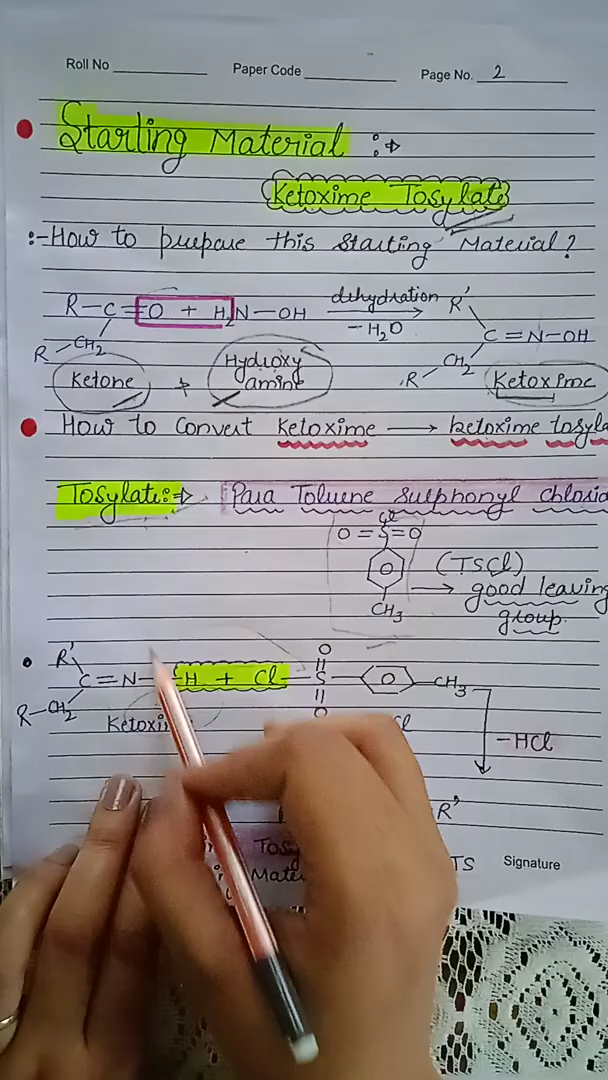 Roll No Paper Code Page No. 2
Starting Material :⇒
Ketoxime Tosylate
:- How to prepare this starting Material?
R—C=O + H₂N—OH dehydration R'
-H₂O C=N—OH
R—CH₂ R—CH₂
Ketone + Hydroxy amine Ketoxime
How to convert ketoxime → ketoxime tosyla
Tosylate:⇒ Para Toluene sulphonyl chlorid
Cl
O=S=O
(TSCl)
→ good leaving
CH₃ group.
R' O
C=N— H + Cl—S— —CH₃
R—CH₂ O
-HCl
R'
TS Signature